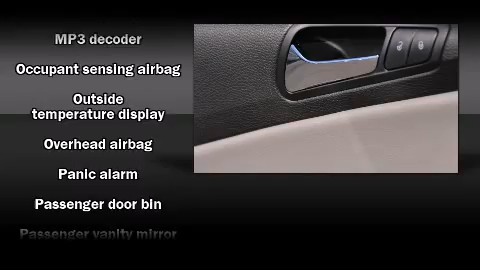 MP3 decoder
Occupant sensing airbag
Outside
temperature display
Overhead airbag
Panic alarm
Passenger door bin
Passenger vanity mirror